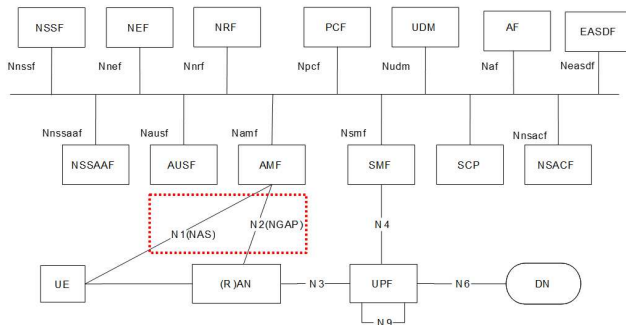 NSSF NEF NRF PCF UDM AF EASDF
Nnssf Nnef Nnrf Npcf Nudm Naf Neasdf
Nnssaaf Nausf Namf Nsmf Nnsacf
NSSAAF AUSF AMF SMF SCP NSACF
N1(NAS) N2(NGAP) N4
UE (R )AN N3 UPF N6 DN
N9